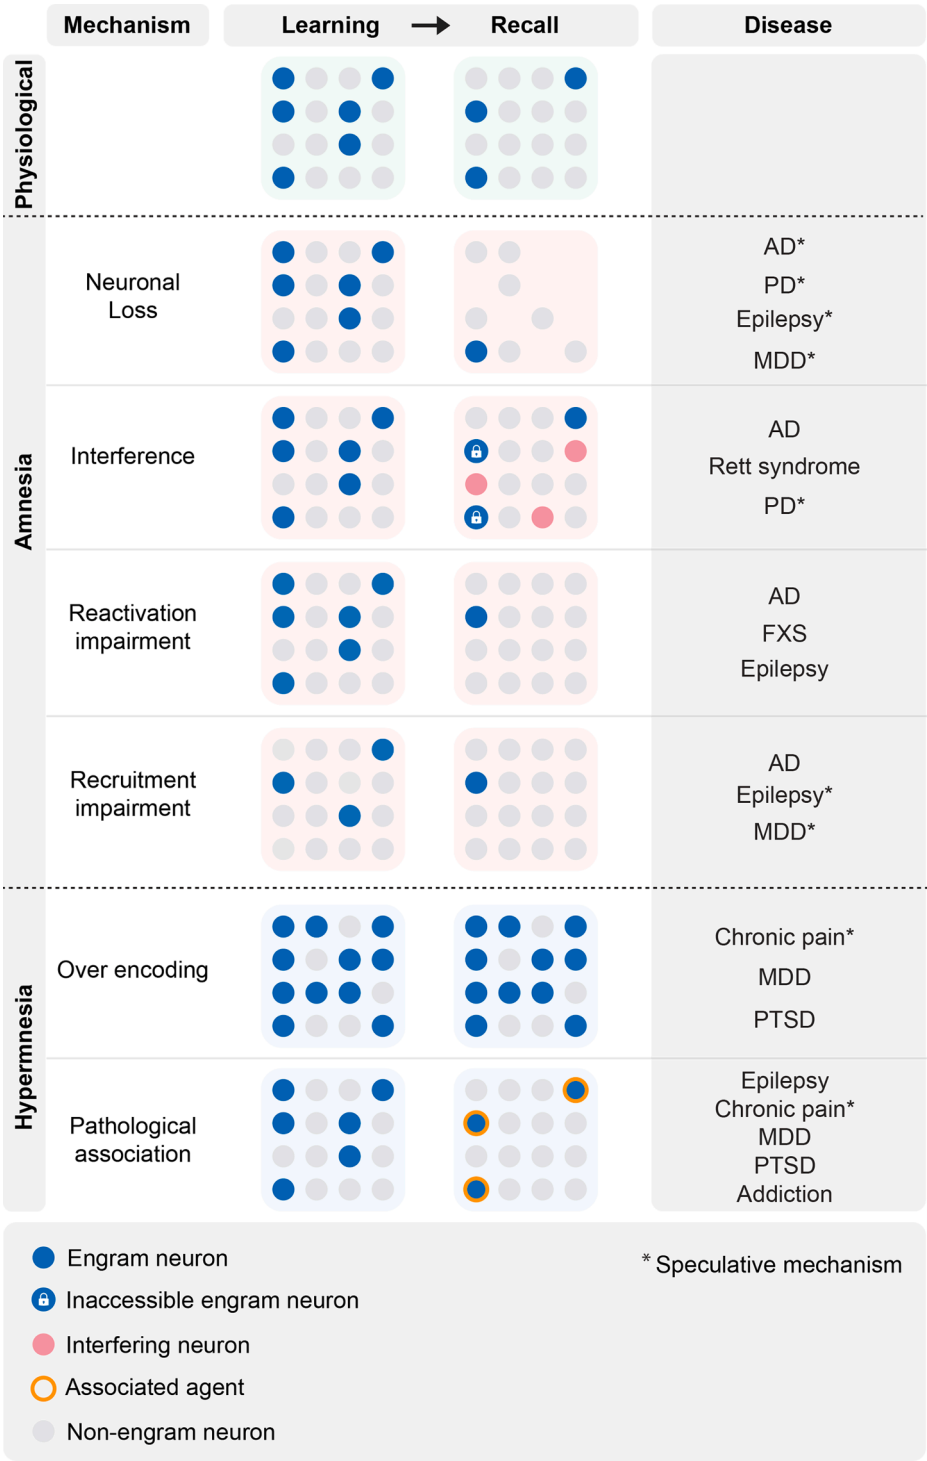 Mechanism
Learning
Recall
Disease
Physiological
Amnesia
Neuronal
Loss
AD*
PD*
Epilepsy*
MDD*
Interference
AD
Rett syndrome
PD*
Reactivation
impairment
AD
FXS
Epilepsy
Recruitment
impairment
AD
Epilepsy*
MDD*
Hypermnesia
Over encoding
Chronic pain*
MDD
PTSD
Pathological
association
Epilepsy
Chronic pain*
MDD
PTSD
Addiction
Engram neuron
Inaccessible engram neuron
Interfering neuron
Associated agent
Non-engram neuron
* Speculative mechanism